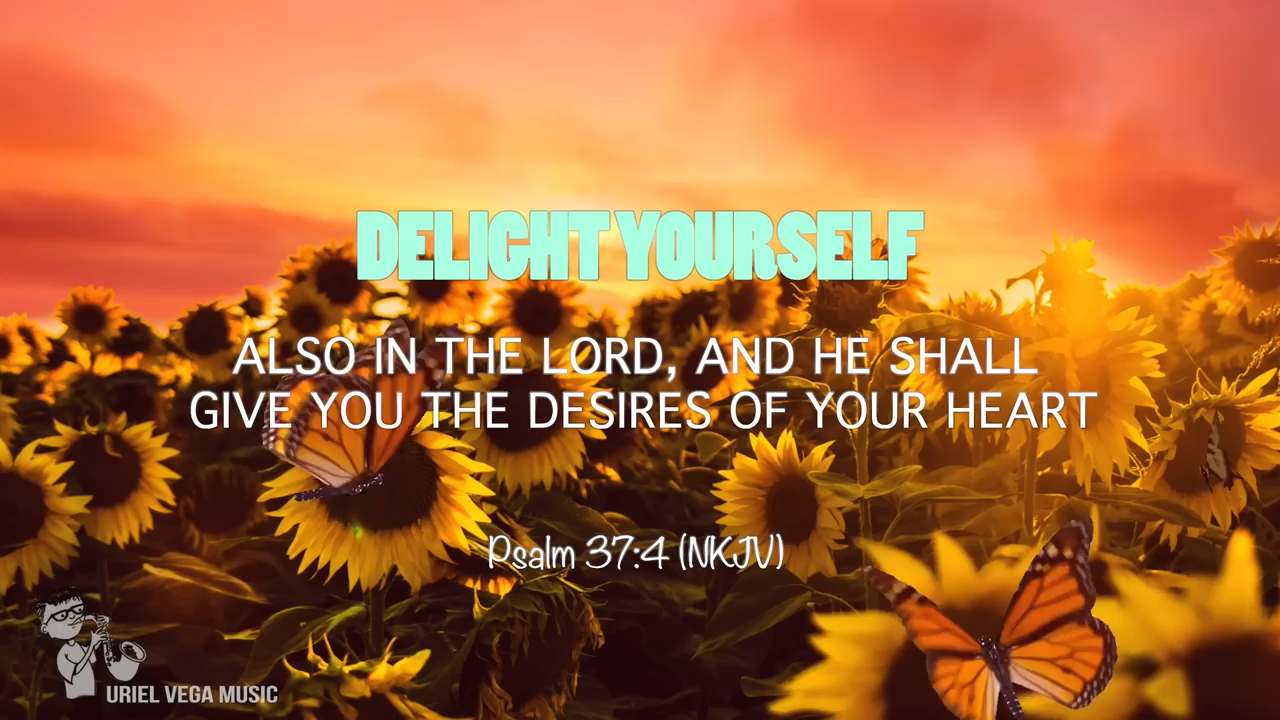 DELIGHT YOURSELF
ALSO IN THE LORD, AND HE SHALL
GIVE YOU THE DESIRES OF YOUR HEART
Psalm 37:4 (NKJV)
URIEL VEGA MUSIC